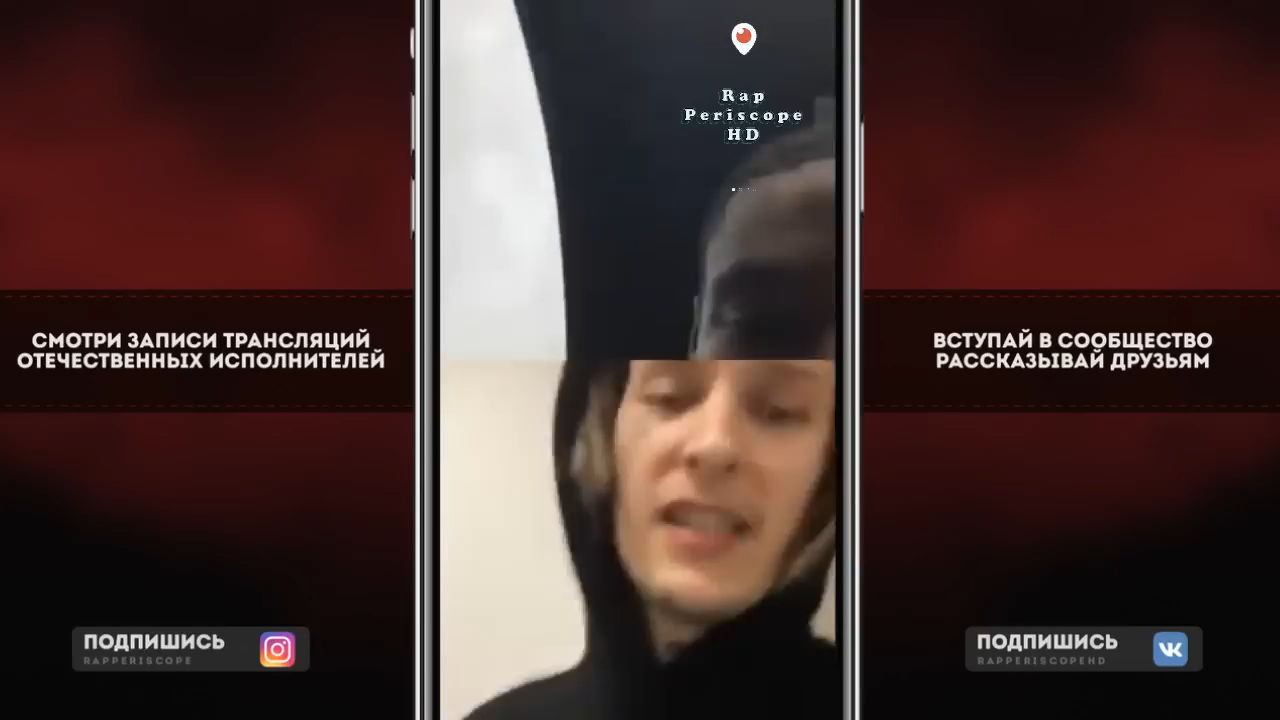 Rap
Periscope
HD
СМОТРИ ЗАПИСИ ТРАНСЛЯЦИЙ
ОТЕЧЕСТВЕННЫХ ИСПОЛНИТЕЛЕЙ
ВСТУПАЙ В СООБЩЕСТВО
РАССКАЗЫВАЙ ДРУЗЬЯМ
ПОДПИШИСЬ
RAPPERISCOPE
ПОДПИШИСЬ
RAPPERISCOPEHD